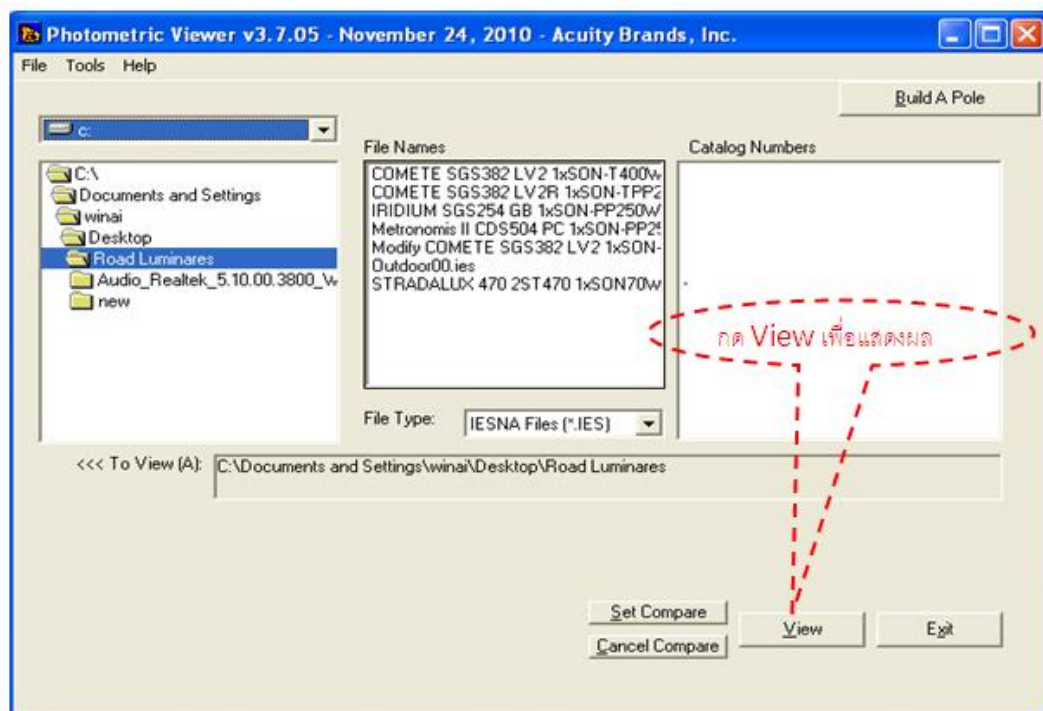 Photometric Viewer v3.7.05 - November 24, 2010 - Acuity Brands, Inc.
File Tools Help
Build A Pole
c:
File Names
Catalog Numbers
C:\
Documents and Settings
winai
Desktop
Road Luminares
Audio_Realtek_5.10.00.3800_W
new
COMETE SGS382 LV2 1xSON-T400w
COMETE SGS382 LV2R 1xSON-TPP2
IRIDIUM SGS254 GB 1xSON-PP250W
Metronomis II CDS504 PC 1xSON-PP25
Modify COMETE SGS382 LV2 1xSON-
Outdoor00.ies
STRADALUX 470 2ST470 1xSON70w
กด View เพื่อแสดงผล
File Type: IESNA Files (*.IES)
<<< To View (A): C:\Documents and Settings\winai\Desktop\Road Luminares
Set Compare
Cancel Compare
View
Exit